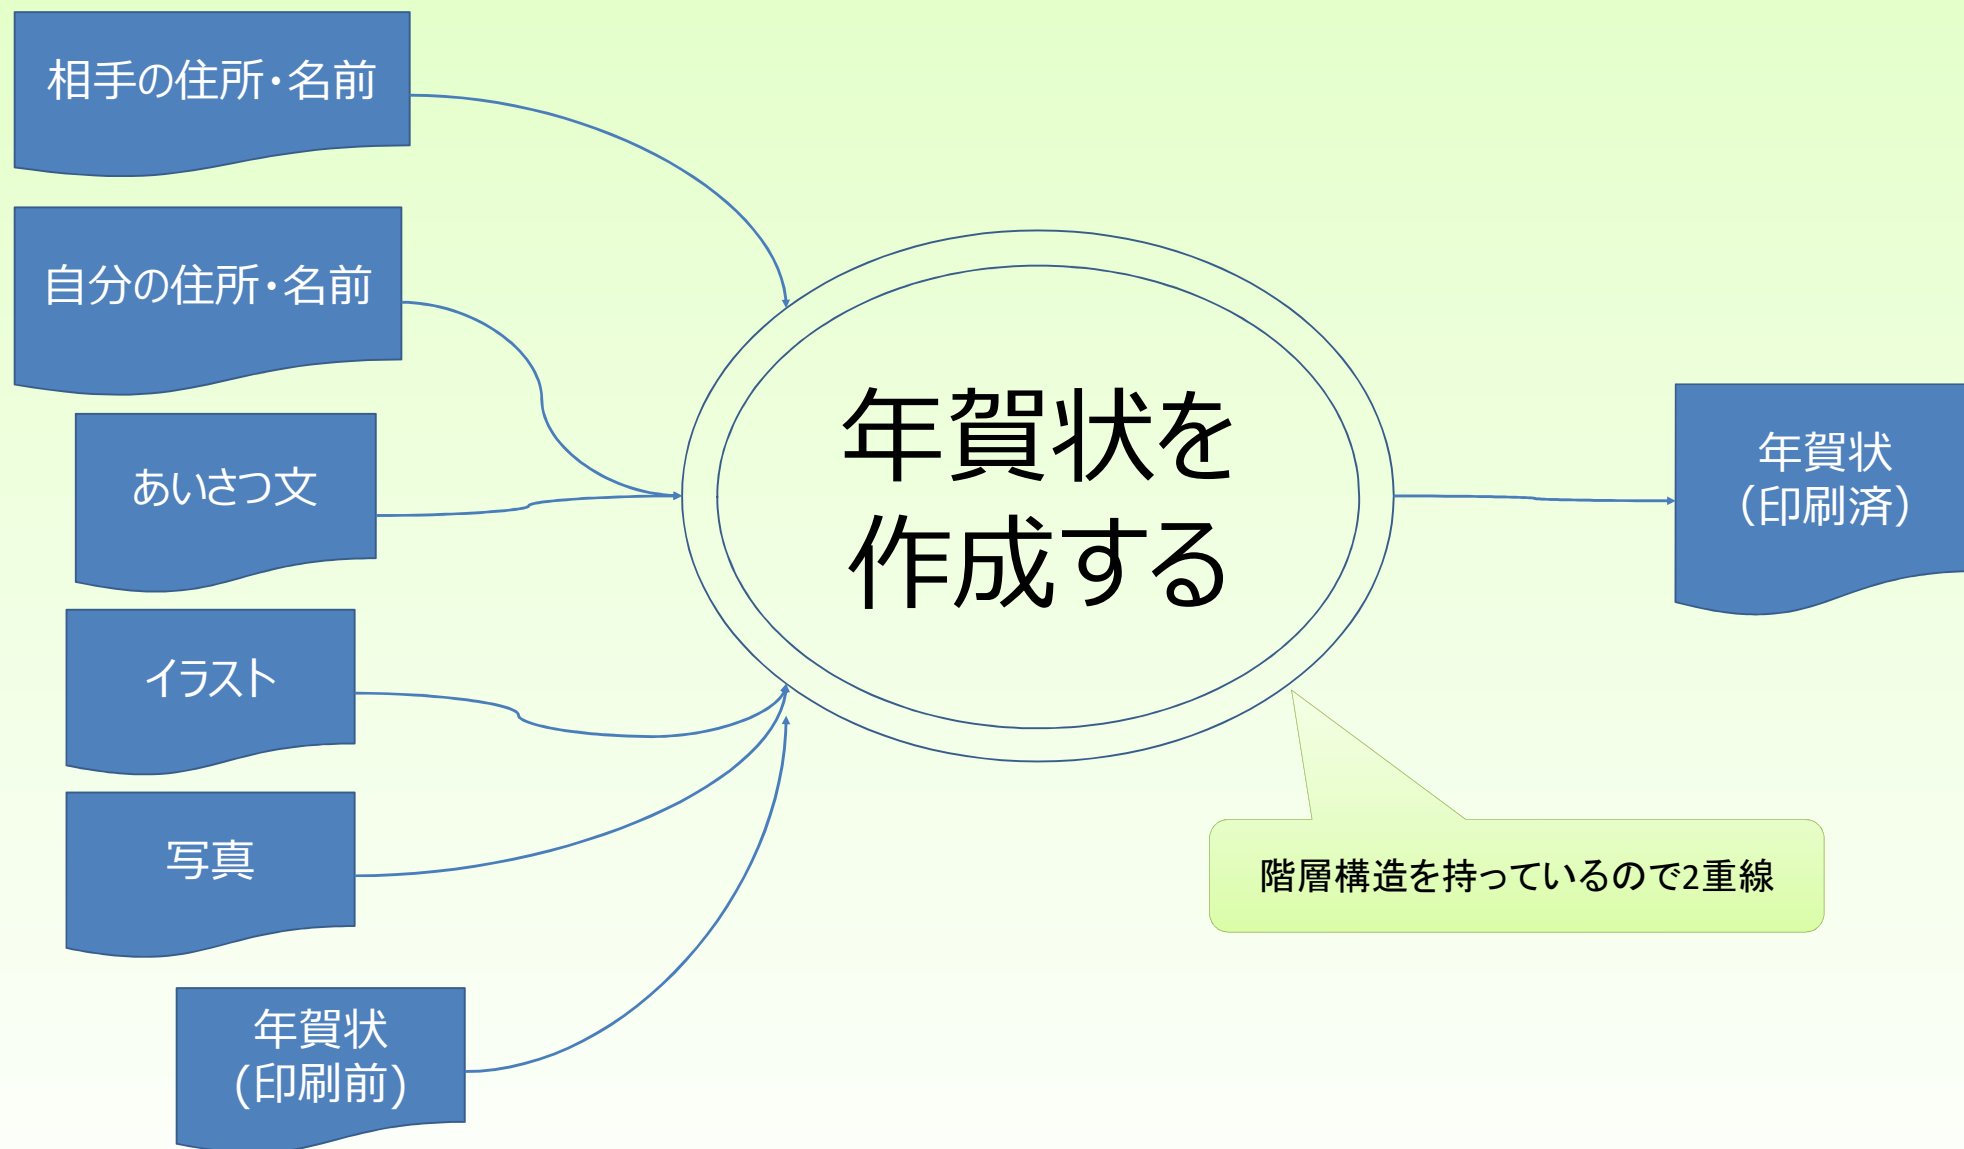 相手の住所・名前
自分の住所・名前
あいさつ文
イラスト
写真
年賀状
(印刷前)
年賀状を
作成する
年賀状
（印刷済）
階層構造を持っているので2重線